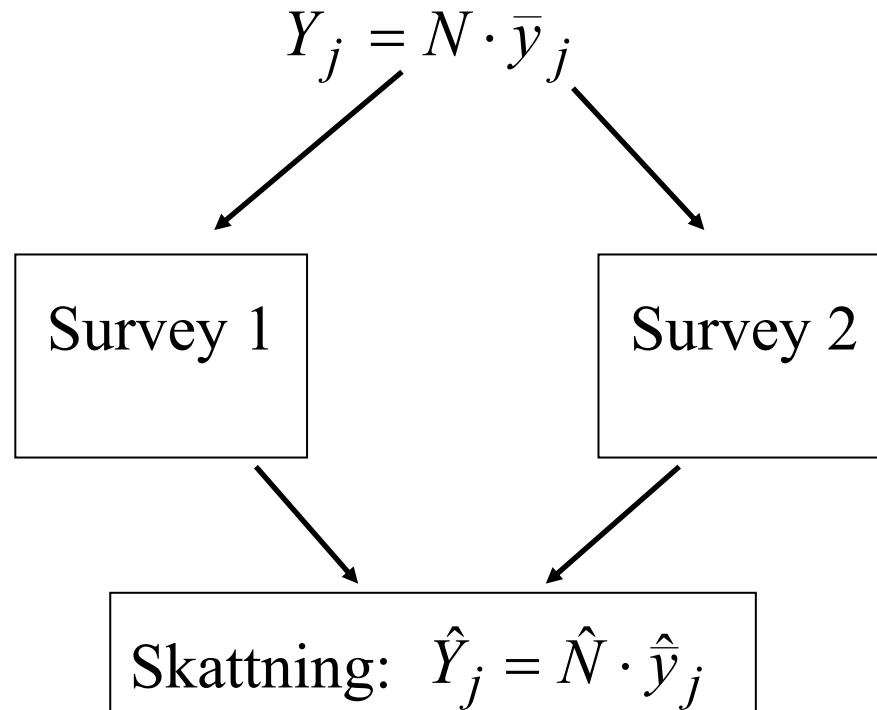 Y_j = N · ȳ_j
Survey 1
Survey 2
Skattning: Ŷ_j = N̂ · ŷ̄_j